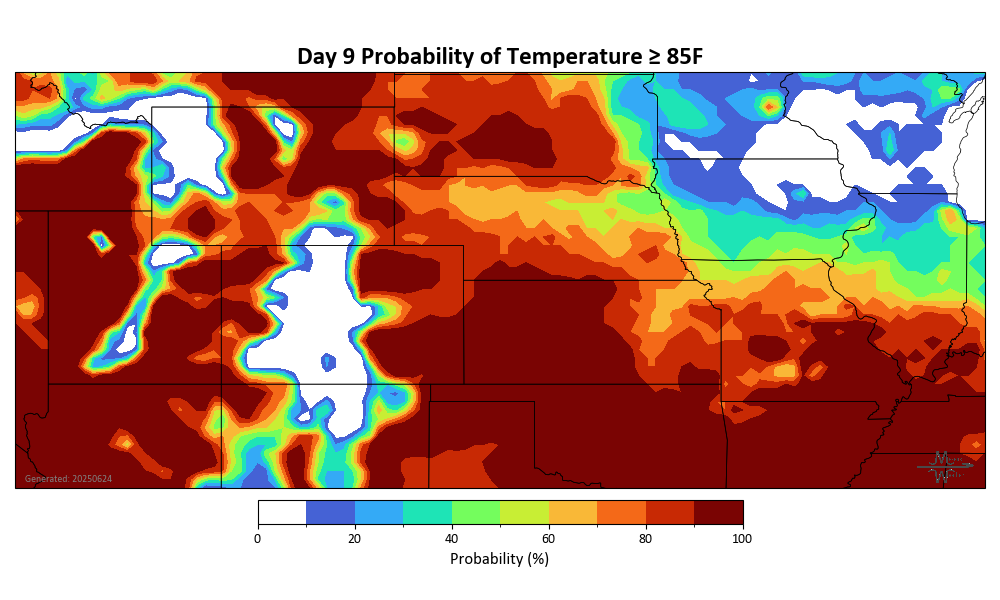 Day 9 Probability of Temperature ≥ 85F
Generated: 20250624
0 20 40 60 80 100
Probability (%)